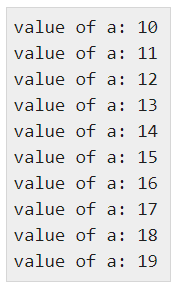 value of a: 10
value of a: 11
value of a: 12
value of a: 13
value of a: 14
value of a: 15
value of a: 16
value of a: 17
value of a: 18
value of a: 19